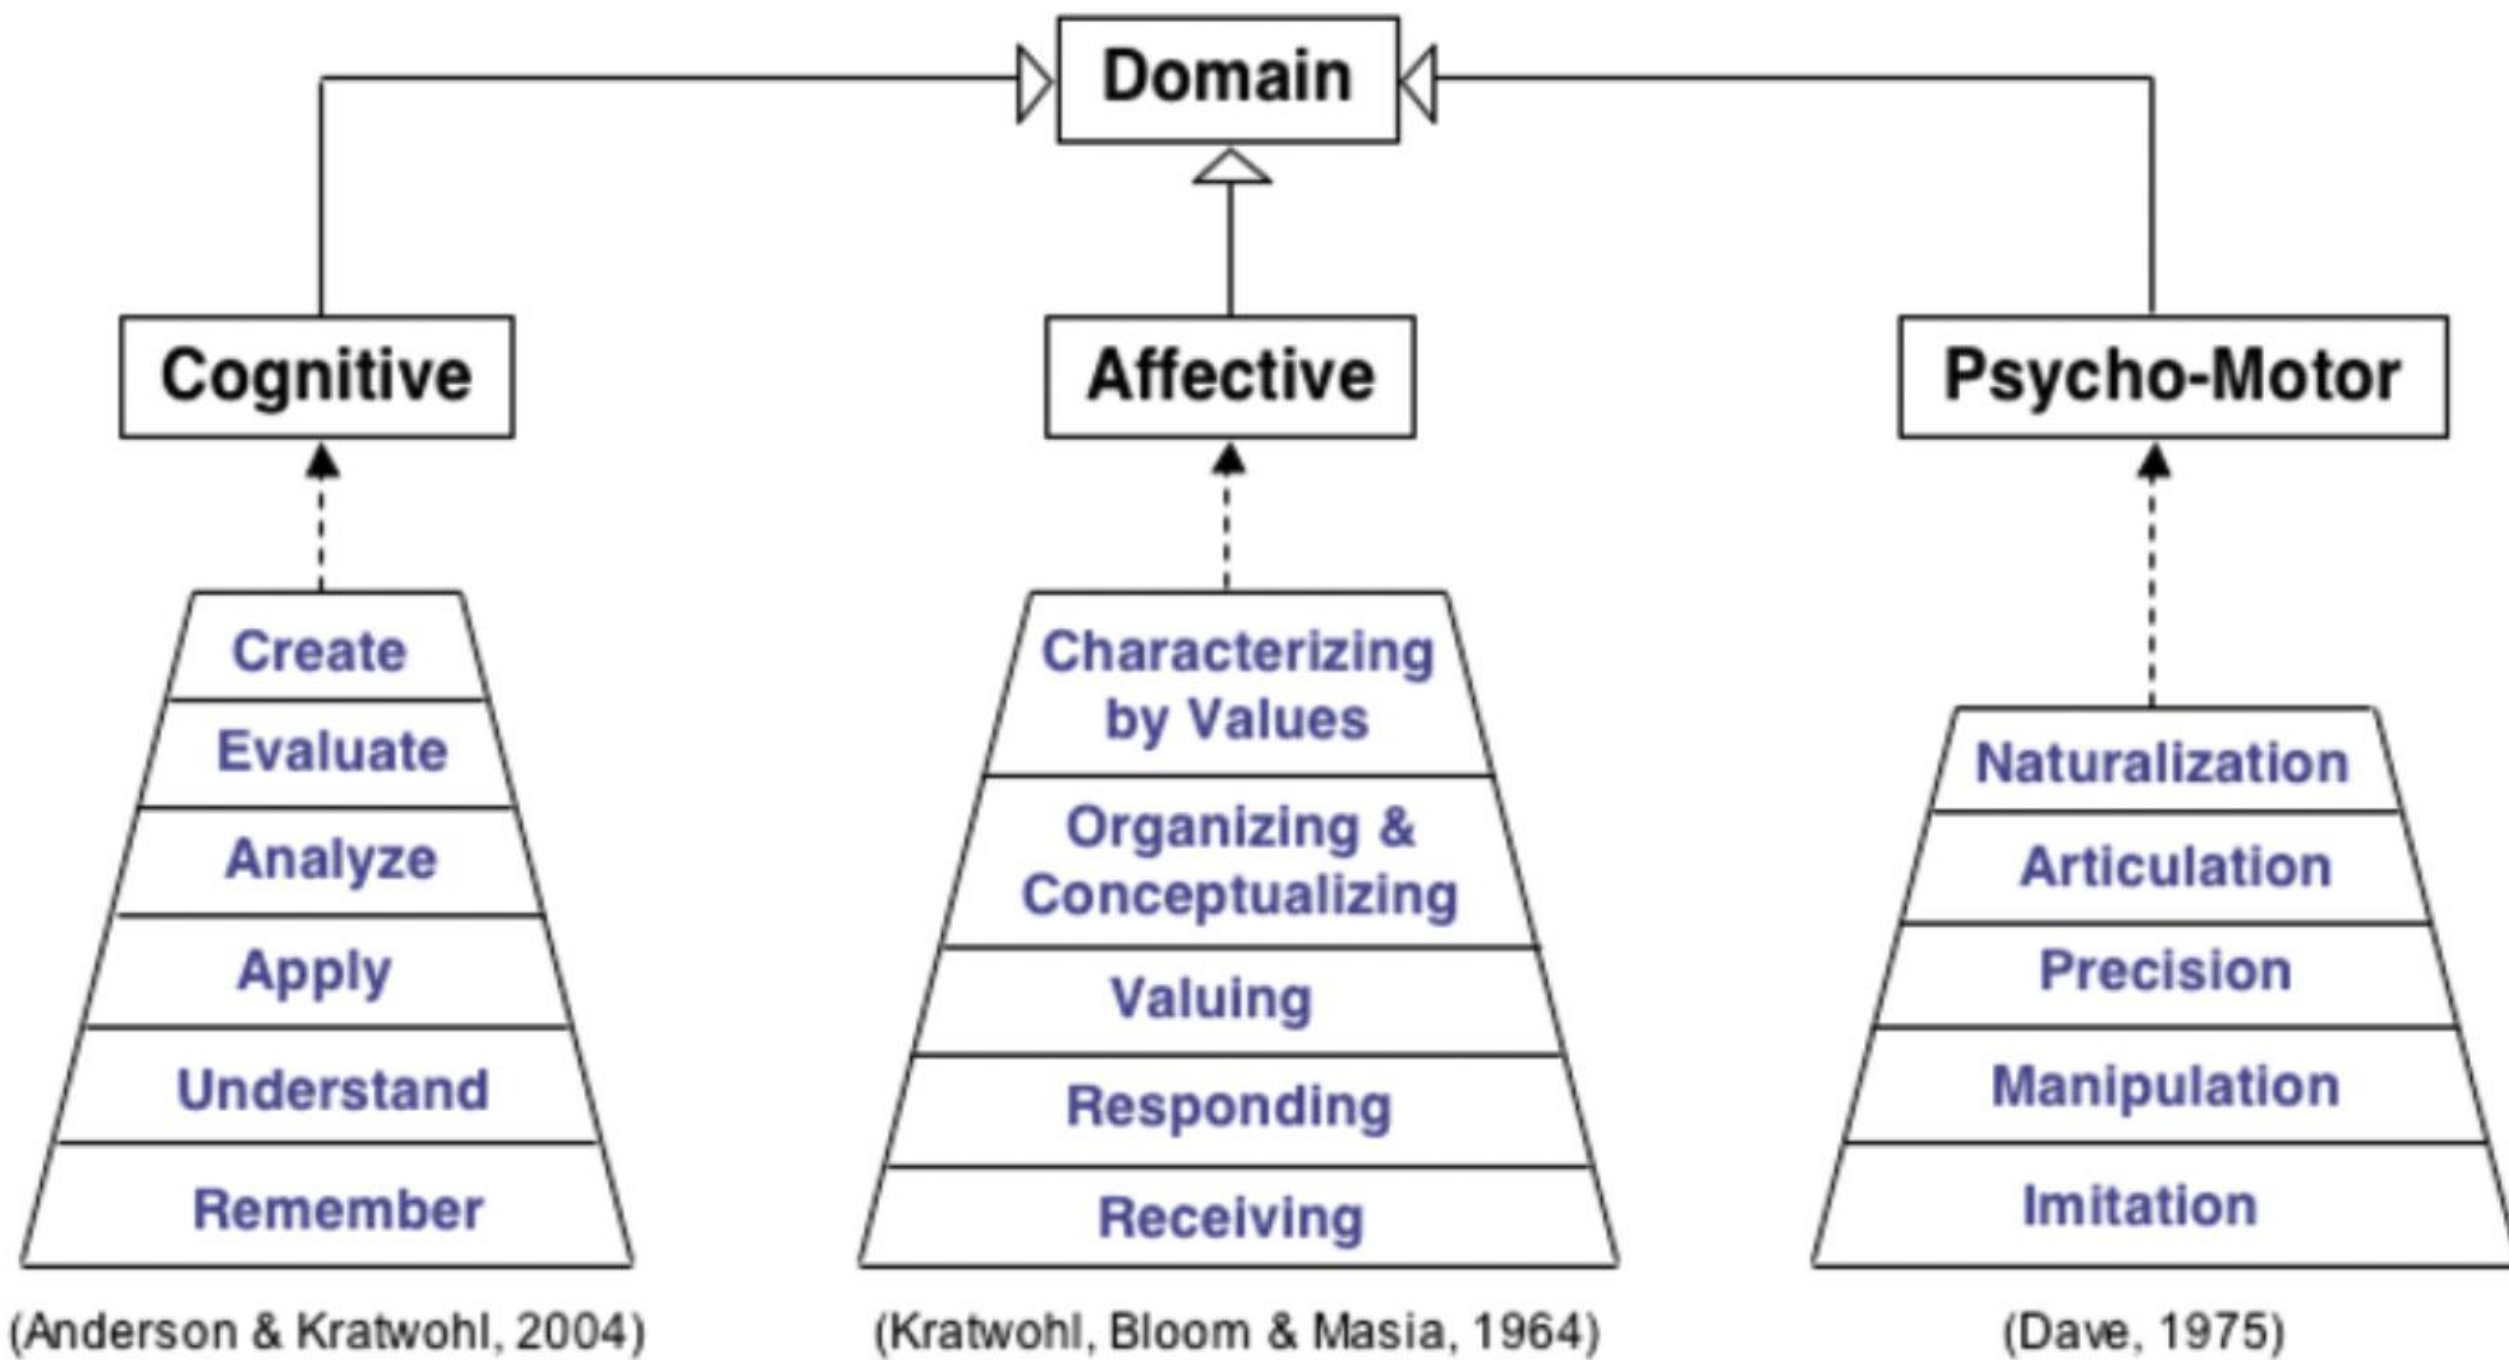 Domain
Cognitive
Affective
Psycho-Motor
Create
Evaluate
Analyze
Apply
Understand
Remember
(Anderson & Kratwohl, 2004)
Characterizing
by Values
Organizing &
Conceptualizing
Valuing
Responding
Receiving
(Kratwohl, Bloom & Masia, 1964)
Naturalization
Articulation
Precision
Manipulation
Imitation
(Dave, 1975)